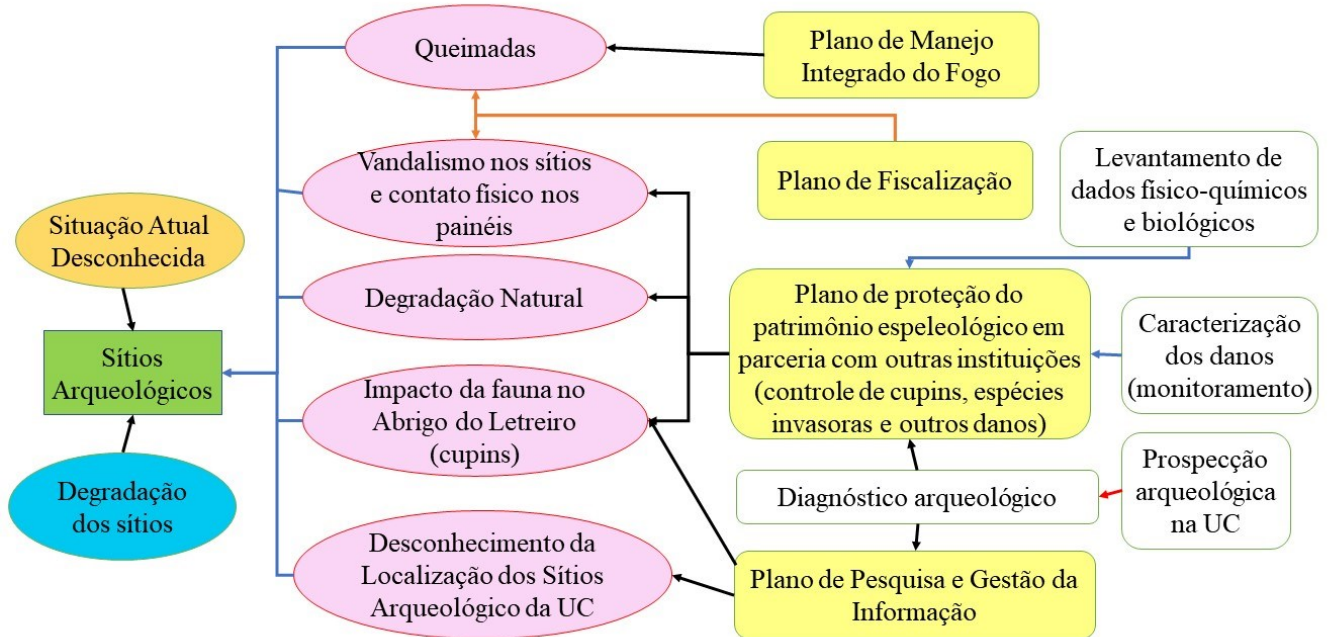 Situação Atual
Desconhecida
Sítios
Arqueológicos
Degradação
dos sítios
Queimadas
Vandalismo nos sítios
e contato físico nos
painéis
Degradação Natural
Impacto da fauna no
Abrigo do Letreiro
(cupins)
Desconhecimento da
Localização dos Sítios
Arqueológico da UC
Plano de Manejo
Integrado do Fogo
Plano de Fiscalização
Plano de proteção do
patrimônio espeleológico em
parceria com outras instituições
(controle de cupins, espécies
invasoras e outros danos)
Diagnóstico arqueológico
Plano de Pesquisa e Gestão da
Informação
Levantamento de
dados físico-químicos
e biológicos
Caracterização
dos danos
(monitoramento)
Prospecção
arqueológica
na UC